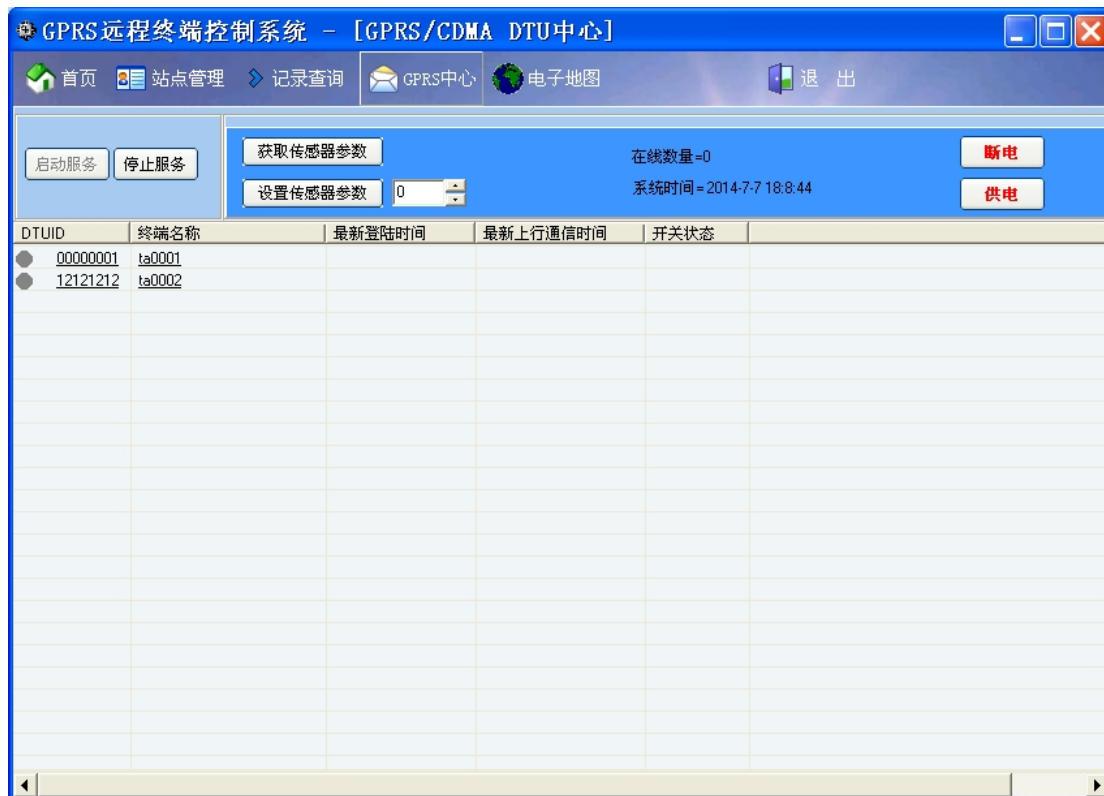 GPRS远程终端控制系统 - [GPRS/CDMA DTU中心]
首页 站点管理 记录查询 GPRS中心 电子地图 退 出
启动服务 停止服务 获取传感器参数 在线数量=0 断电
设置传感器参数 0 系统时间=2014-7-7 18:8:44 供电
DTUID 终端名称 最新登陆时间 最新上行通信时间 开关状态
00000001 ta0001
12121212 ta0002